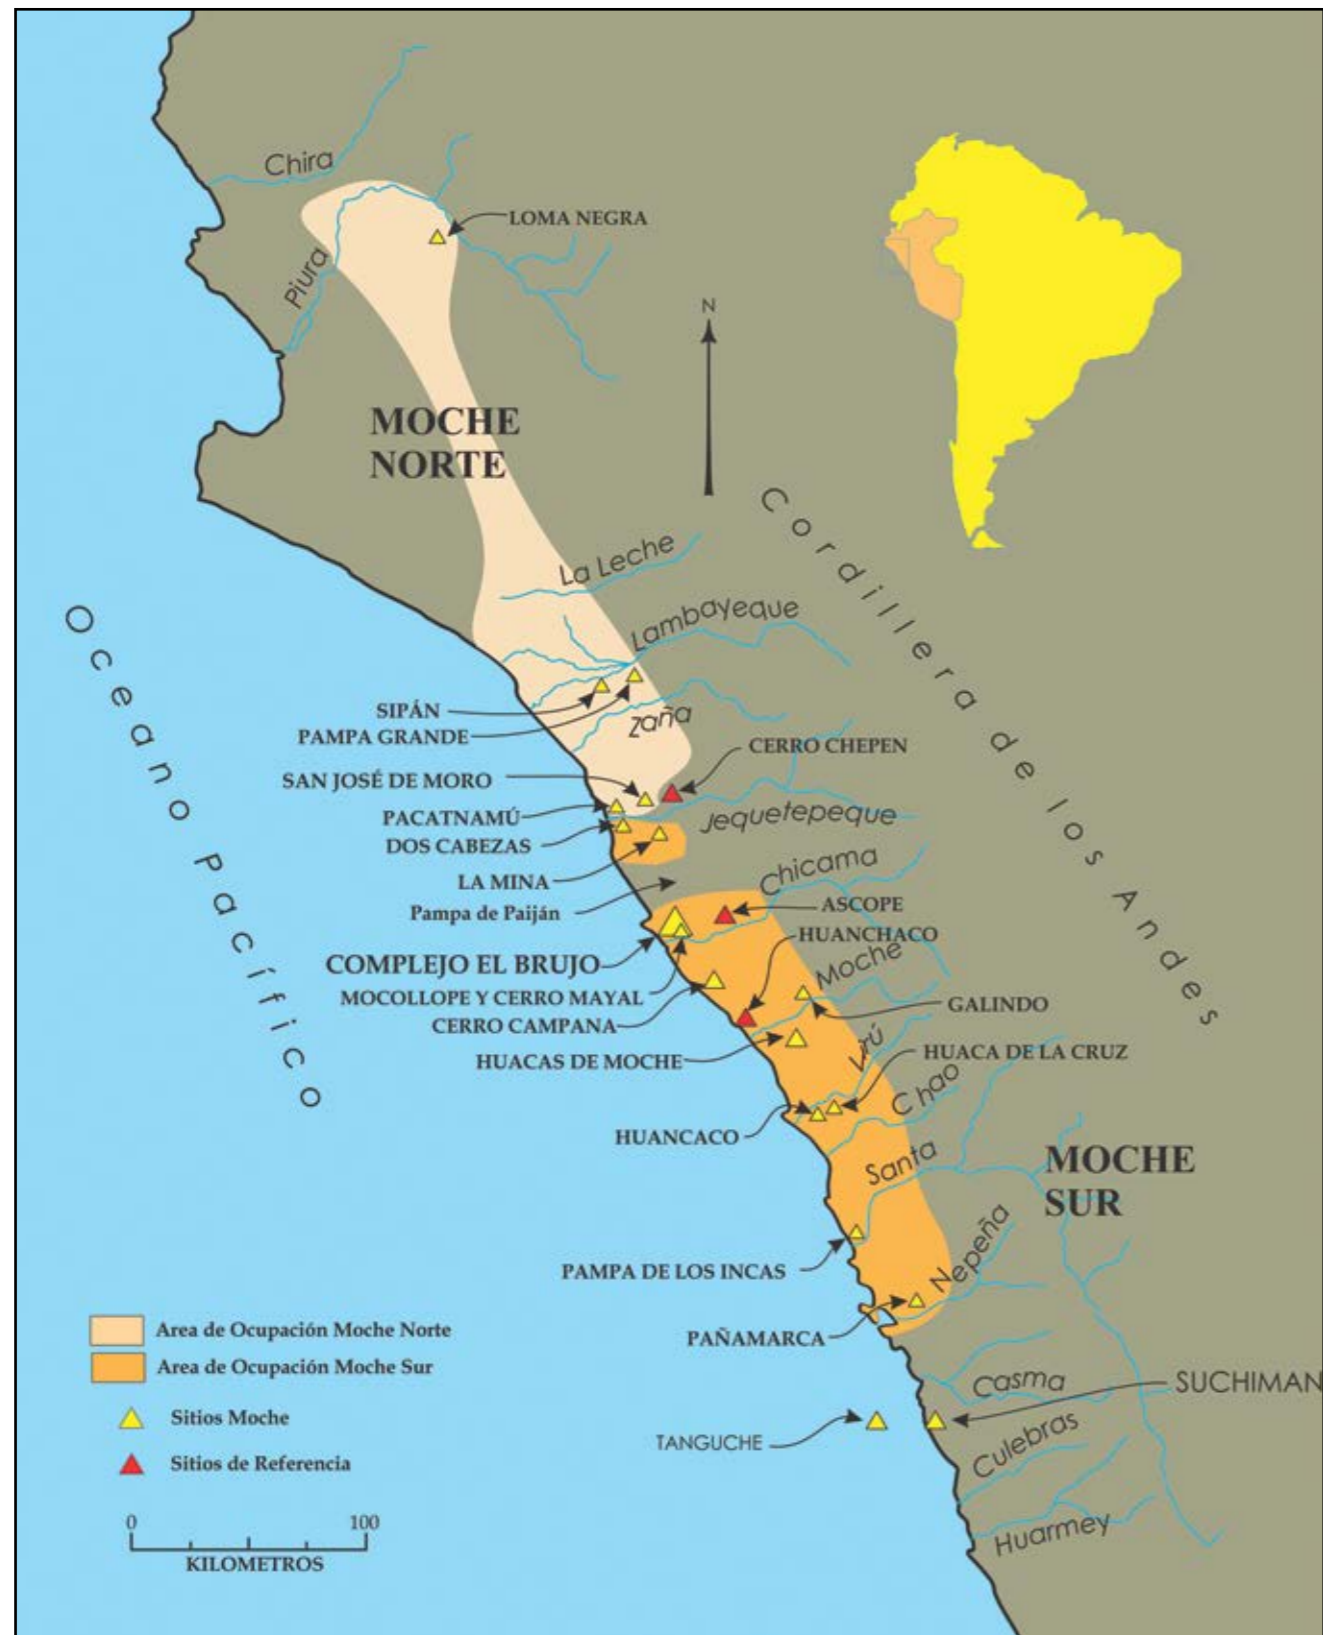 Chira
LOMA NEGRA
Piura
N
MOCHE
NORTE
Cordillera de los Andes
La Leche
Lambayeque
Oceano Pacífico
SIPÁN
Zaña
PAMPA GRANDE
CERRO CHEPEN
SAN JOSÉ DE MORO
PACATNAMÚ
Jequetepeque
DOS CABEZAS
Chicama
LA MINA
ASCOPE
Pampa de Paiján
HUANCHACO
COMPLEJO EL BRUJO
Moche
MOCOLLOPE Y CERRO MAYAL
GALINDO
CERRO CAMPANA
Virú
HUACA DE LA CRUZ
HUACAS DE MOCHE
Chao
HUANCACO
Santa
MOCHE
SUR
Nepeña
PAMPA DE LOS INCAS
PAÑAMARCA
Area de Ocupación Moche Norte
Area de Ocupación Moche Sur
Casma
SUCHIMAN
Sitios Moche
TANGUCHE
Culebras
Sitios de Referencia
0 100
KILOMETROS
Huarmey